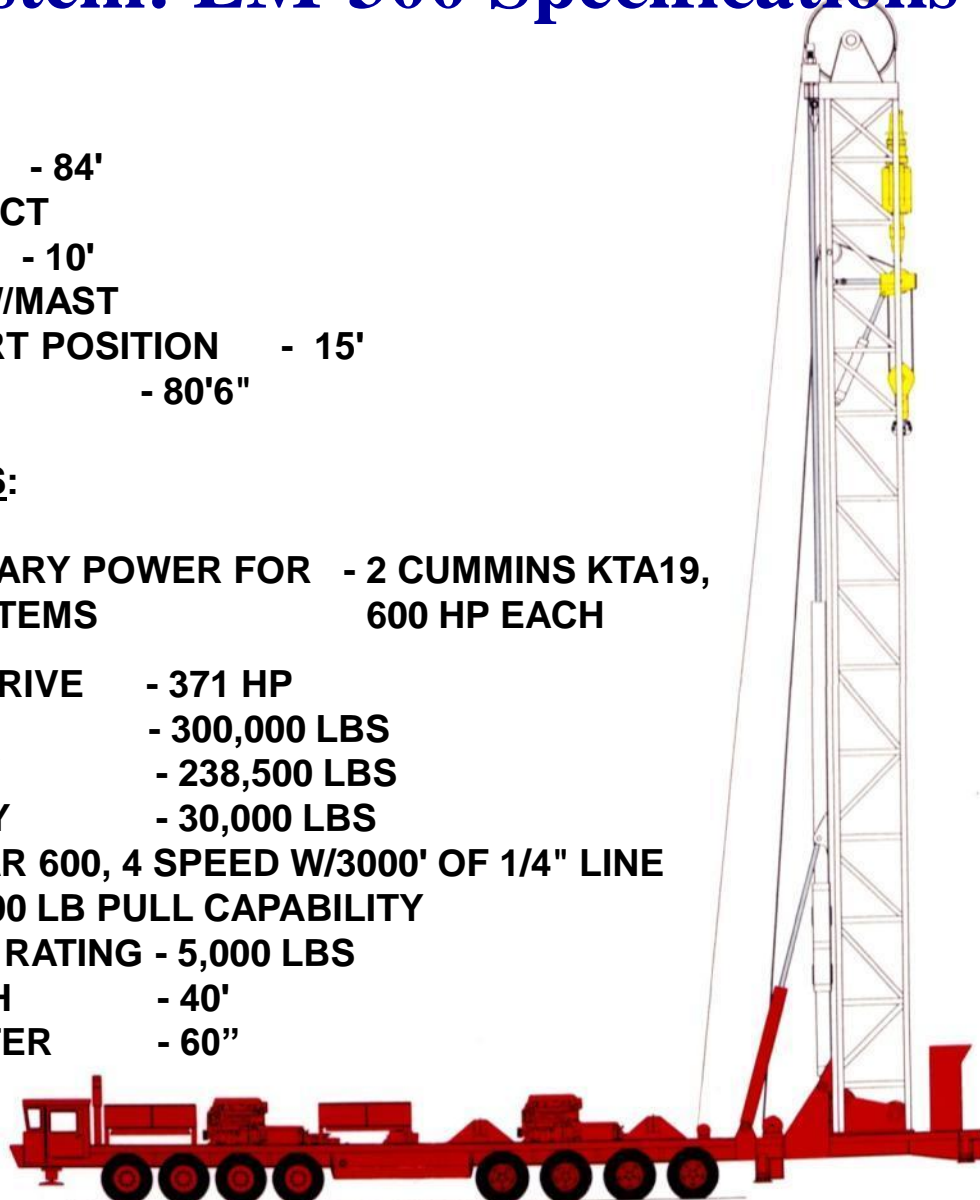 stem: EM-300 Specifications
- 84'
CT
- 10'
/MAST
RT POSITION - 15'
- 80'6"
S:
ARY POWER FOR - 2 CUMMINS KTA19,
TEMS 600 HP EACH
RIVE - 371 HP
- 300,000 LBS
- 238,500 LBS
Y - 30,000 LBS
AR 600, 4 SPEED W/3000' OF 1/4" LINE
00 LB PULL CAPABILITY
RATING - 5,000 LBS
H - 40'
TER - 60”